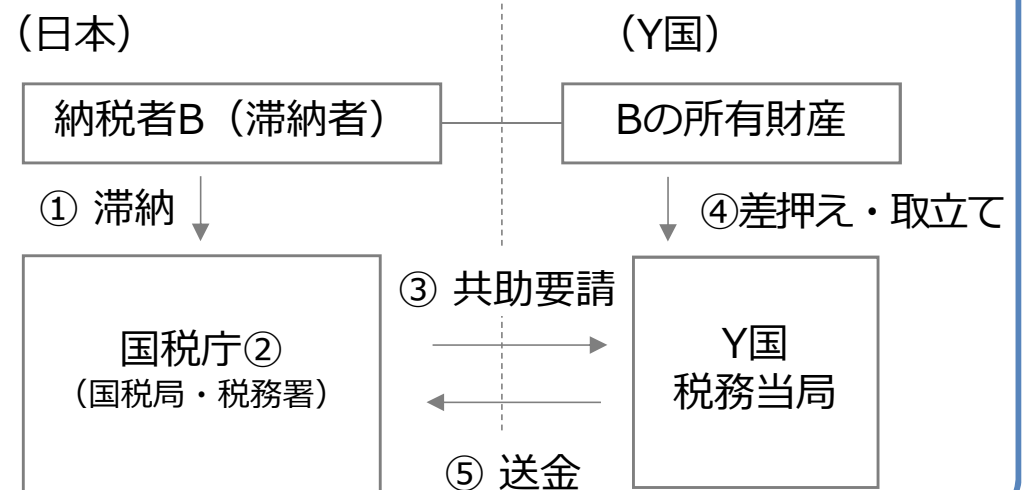 （日本）
（Y国）
納税者B（滞納者）
Bの所有財産
① 滞納
④差押え・取立て
③ 共助要請
国税庁②
（国税局・税務署）
Y国
税務当局
⑤ 送金